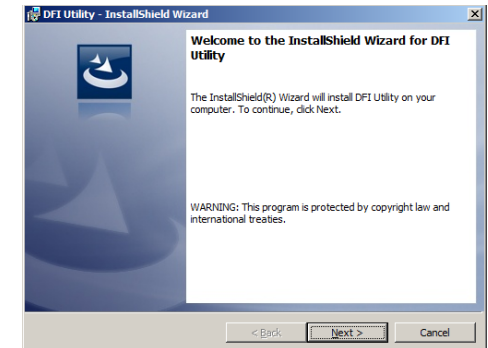 DFI Utility - InstallShield Wizard
Welcome to the InstallShield Wizard for DFI
Utility
The InstallShield(R) Wizard will install DFI Utility on your
computer. To continue, click Next.
WARNING: This program is protected by copyright law and
international treaties.
< Back
Next >
Cancel